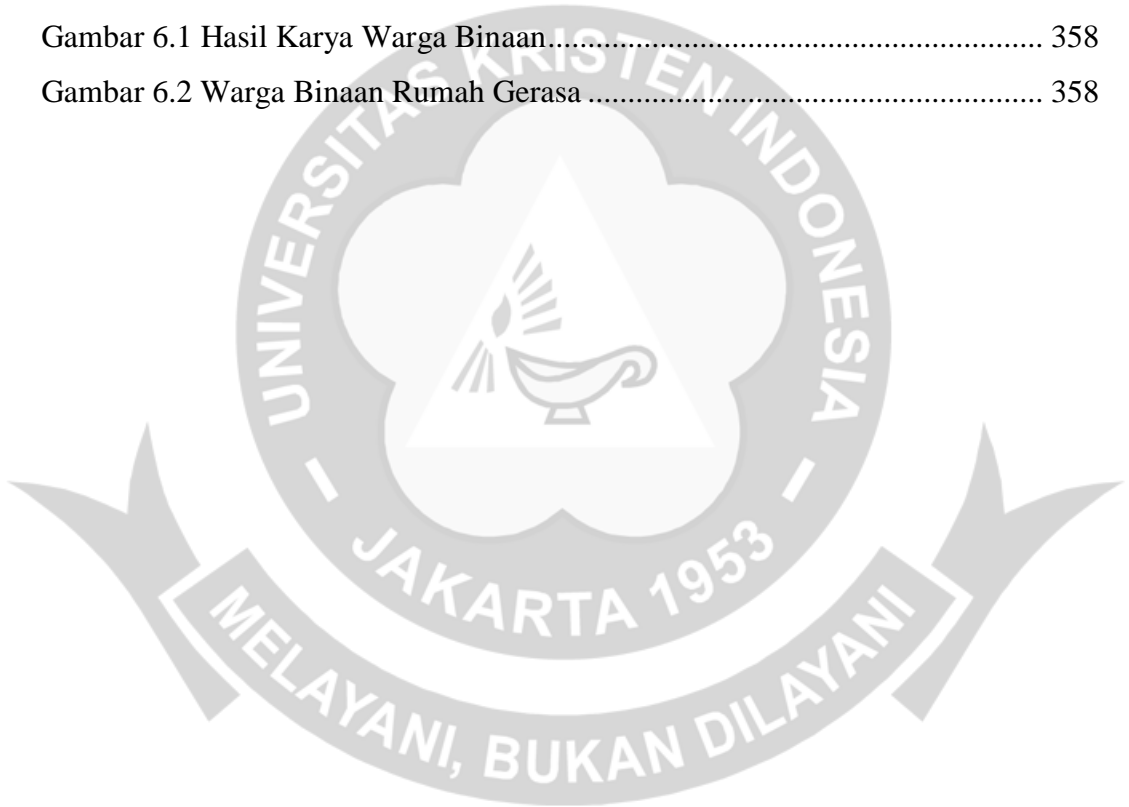 Gambar 6.1 Hasil Karya Warga Binaan............................................................. 358
Gambar 6.2 Warga Binaan Rumah Gerasa ........................................................ 358
UNIVERSITAS KRISTEN INDONESIA
JAKARTA 1953
MELAYANI, BUKAN DILAYANI